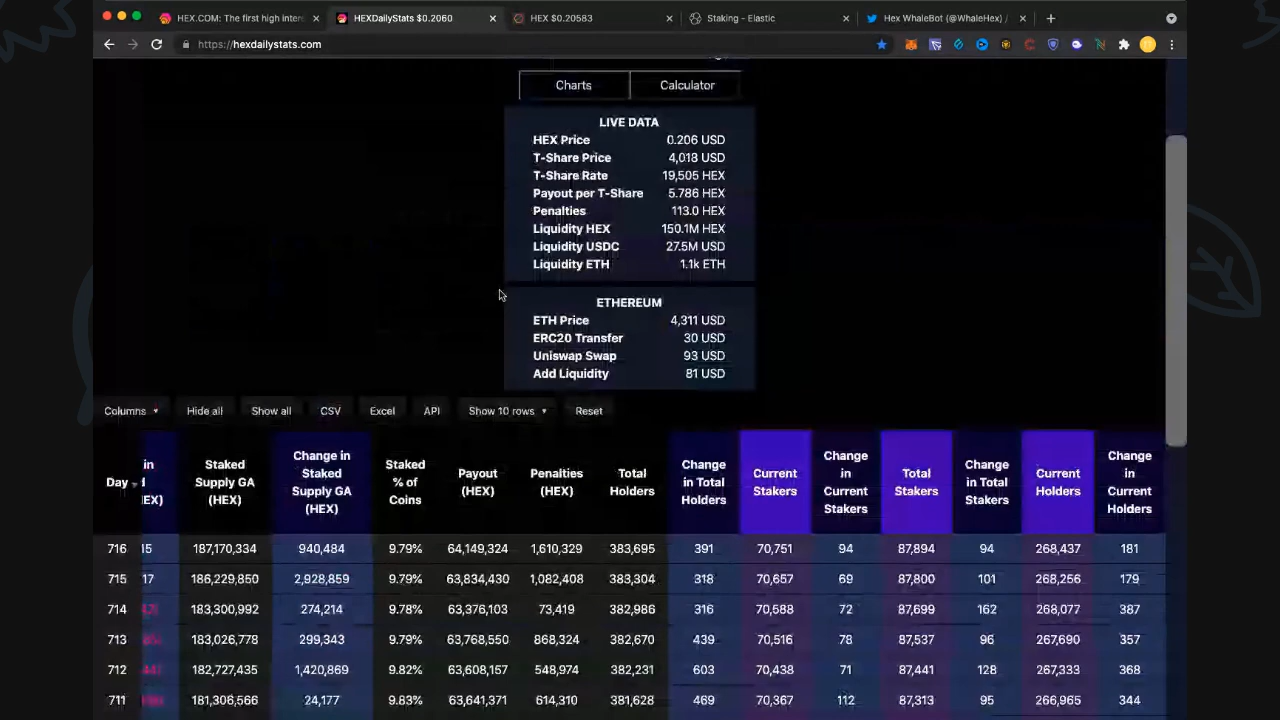 HEX.COM: The first high inter HEXDailyStats $0.2060 HEX $0.20583 Staking - Elastic Hex WhaleBot (@WhaleHex) /
https://hexdailystats.com
Charts Calculator
LIVE DATA
HEX Price 0.206 USD
T-Share Price 4,018 USD
T-Share Rate 19,505 HEX
Payout per T-Share 5.786 HEX
Penalties 113.0 HEX
Liquidity HEX 150.1M HEX
Liquidity USDC 27.5M USD
Liquidity ETH 1.1k ETH
ETHEREUM
ETH Price 4,311 USD
ERC20 Transfer 30 USD
Uniswap Swap 93 USD
Add Liquidity 81 USD
Columns Hide all Show all CSV Excel API Show 10 rows Reset
Day in HEX) Staked Supply GA (HEX) Change in Staked Supply GA (HEX) Staked % of Coins Payout (HEX) Penalties (HEX) Total Holders Change in Total Holders Current Stakers Change in Current Stakers Total Stakers Change in Total Stakers Current Holders Change in Current Holders
716 15 187,170,334 940,484 9.79% 64,149,324 1,610,329 383,695 391 70,751 94 87,894 94 268,437 181
715 17 186,229,850 2,928,859 9.79% 63,834,430 1,082,408 383,304 318 70,657 69 87,800 101 268,256 179
714 183,300,992 274,214 9.78% 63,376,103 73,419 382,986 316 70,588 72 87,699 162 268,077 387
713 183,026,778 299,343 9.79% 63,768,550 868,324 382,670 439 70,516 78 87,537 96 267,690 357
712 182,727,435 1,420,869 9.82% 63,608,157 548,974 382,231 603 70,438 71 87,441 128 267,333 368
711 181,306,566 24,177 9.83% 63,641,371 614,310 381,628 469 70,367 112 87,313 95 266,965 344